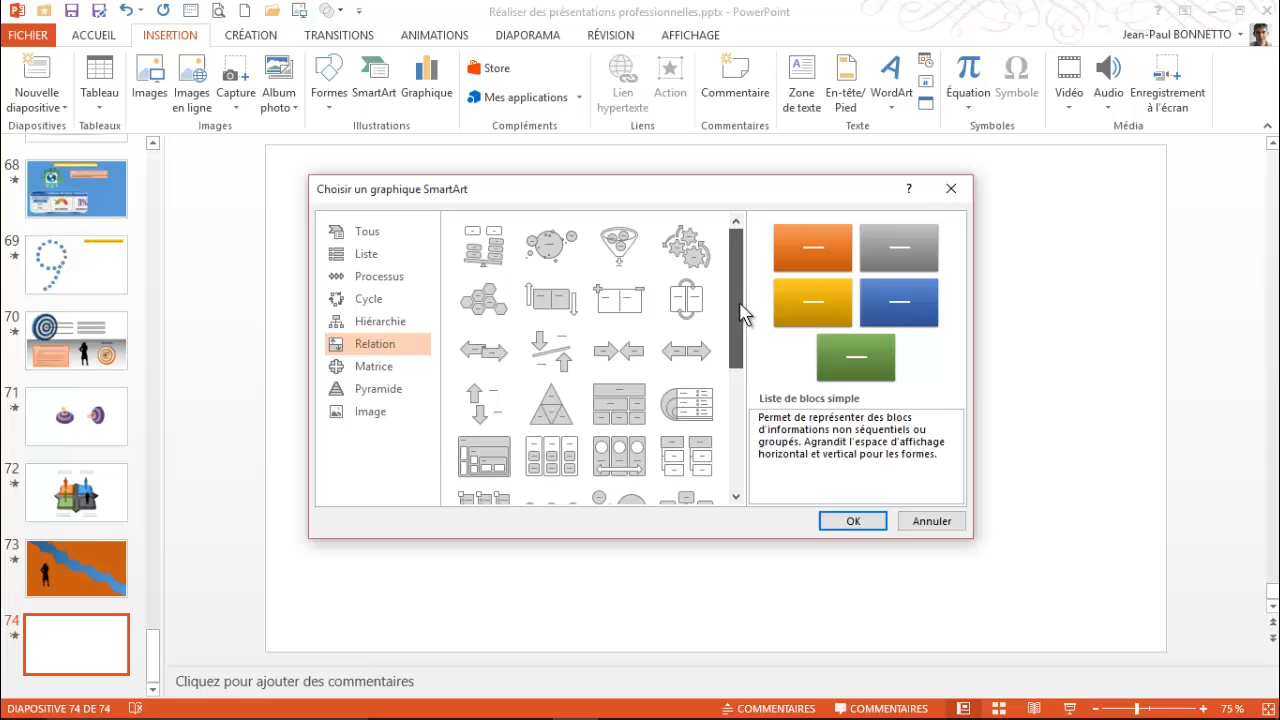 Réaliser des présentations professionnelles.pptx - PowerPoint
FICHIER ACCUEIL INSERTION CRÉATION TRANSITIONS ANIMATIONS DIAPORAMA RÉVISION AFFICHAGE Jean-Paul BONNETTO
Nouvelle diapositive
Tableau
Images
Images en ligne
Capture
Album photo
Formes
SmartArt
Graphique
Store
Mes applications
Lien hypertexte
Action
Commentaire
Zone de texte
En-tête/ Pied
WordArt
Équation
Symbole
Vidéo
Audio
Enregistrement à l'écran
Diapositives Tableaux Images Illustrations Compléments Liens Commentaires Texte Symboles Média
68
69
70
71
72
73
74
Choisir un graphique SmartArt
?
Tous
Liste
Processus
Cycle
Hiérarchie
Relation
Matrice
Pyramide
Image
Liste de blocs simple
Permet de représenter des blocs
d'informations non séquentiels ou
groupés. Agrandit l'espace d'affichage
horizontal et vertical pour les formes.
OK Annuler
Cliquez pour ajouter des commentaires
DIAPOSITIVE 74 DE 74 COMMENTAIRES COMMENTAIRES 75 %